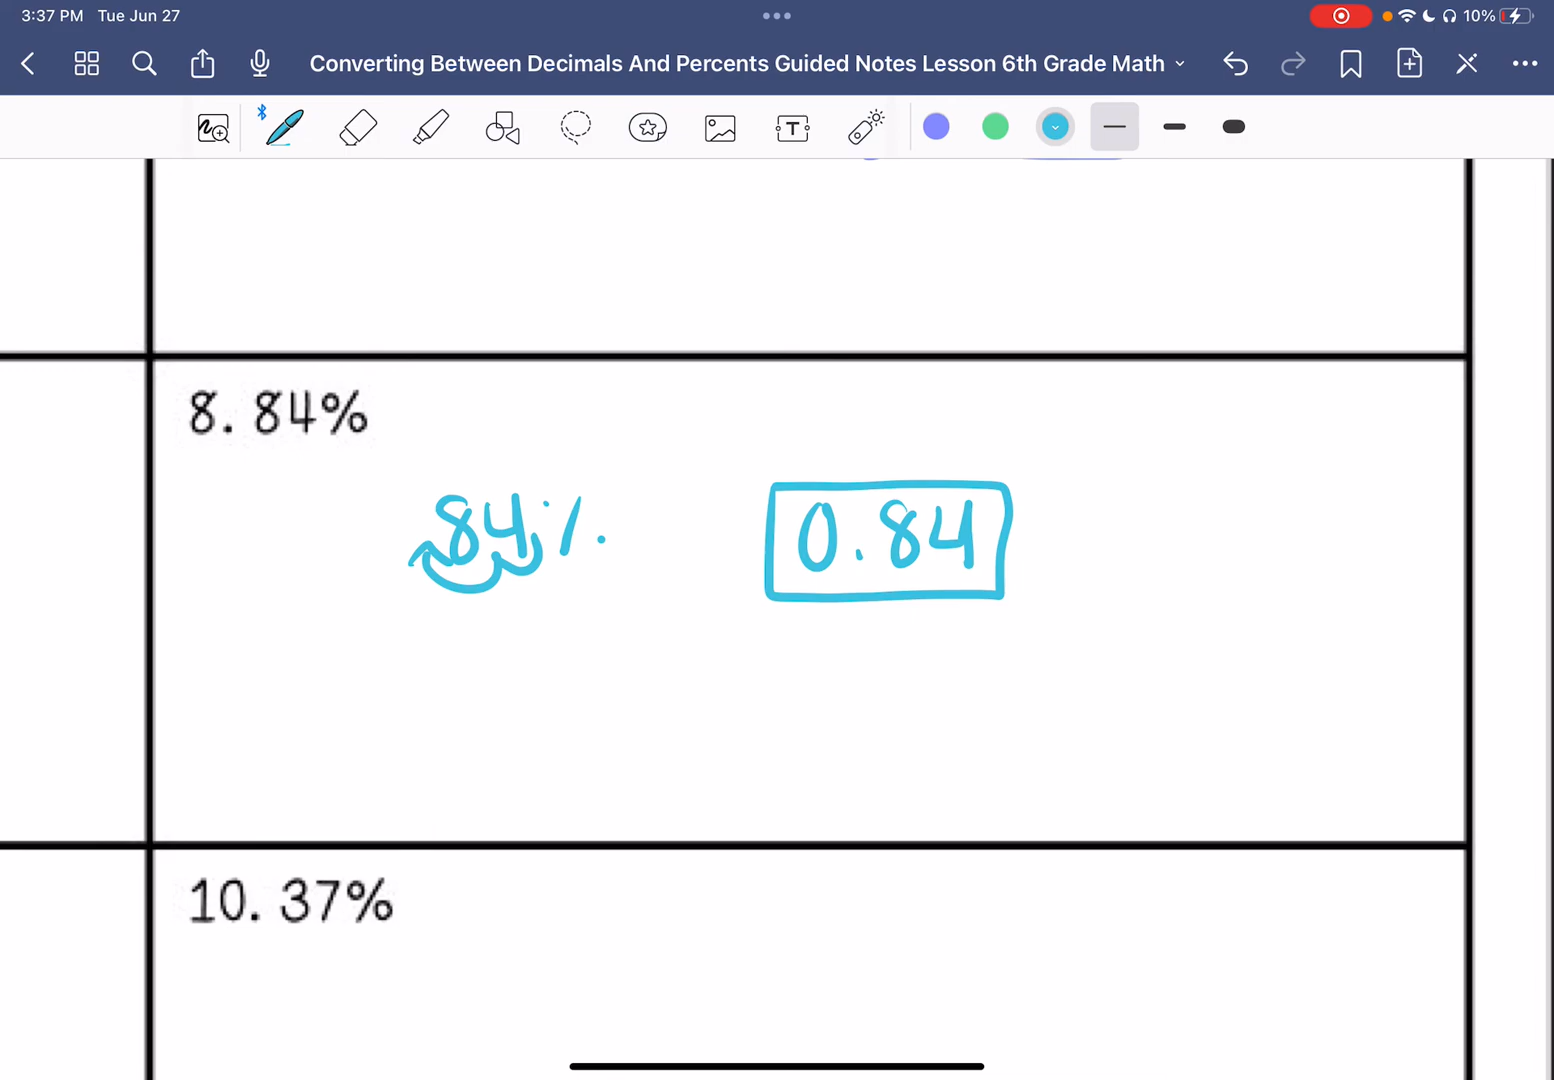 3:37 PM Tue Jun 27
10%
Converting Between Decimals And Percents Guided Notes Lesson 6th Grade Math
T
8. 84%
84.% 0.84
10. 37%